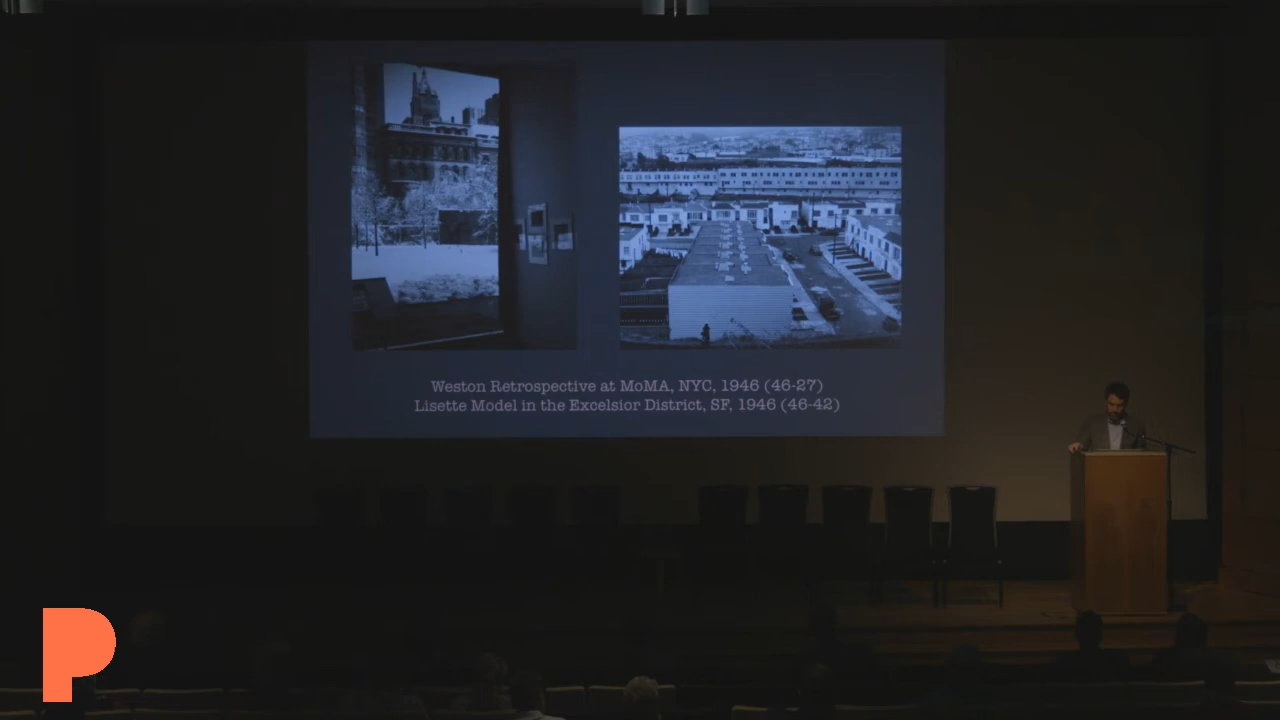 Weston Retrospective at MoMA, NYC, 1946 (46-27)
Lisette Model in the Excelsior District, SF, 1946 (46-42)
P